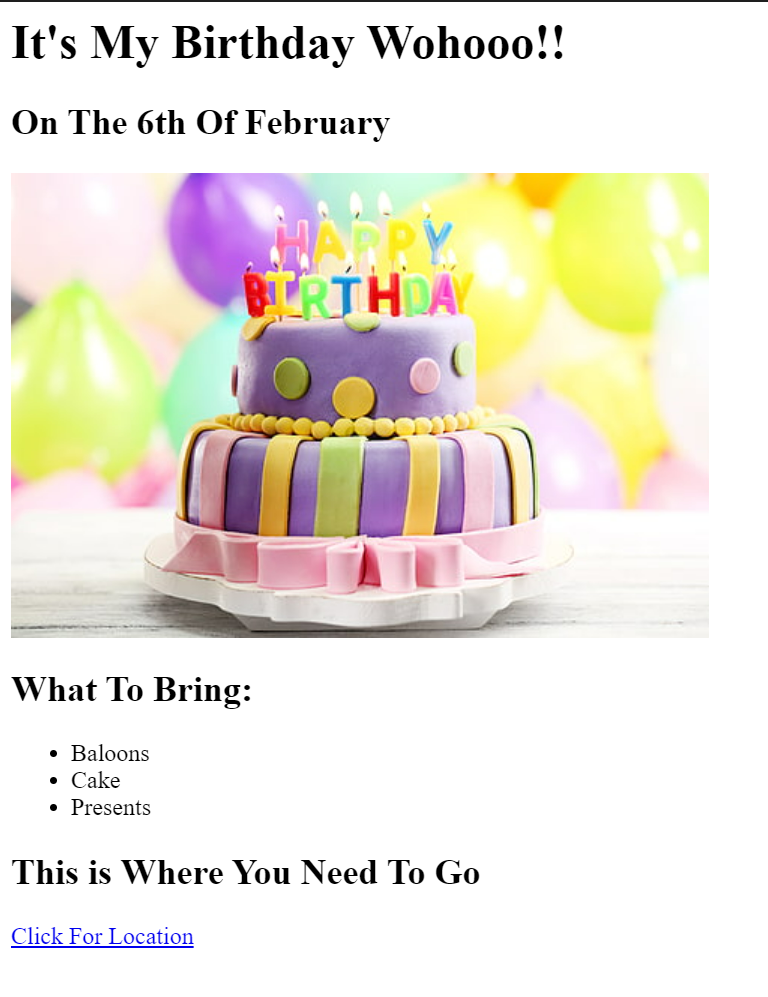 It's My Birthday Wohooo!!
On The 6th Of February
HAPPY
BIRTHDAY
What To Bring:
Baloons
Cake
Presents
This is Where You Need To Go
Click For Location